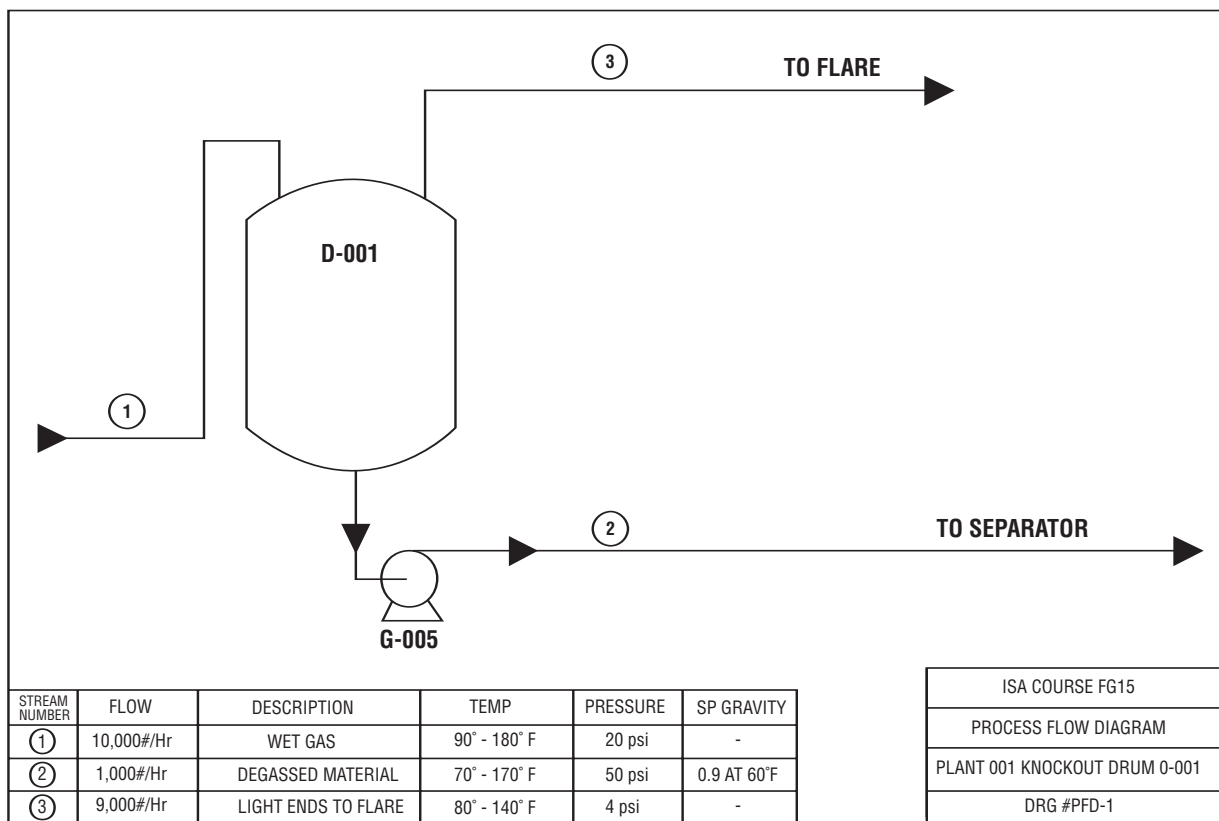 3
TO FLARE
D-001
1
2
TO SEPARATOR
G-005
STREAM NUMBER FLOW DESCRIPTION TEMP PRESSURE SP GRAVITY
1 10,000#/Hr WET GAS 90° - 180° F 20 psi -
2 1,000#/Hr DEGASSED MATERIAL 70° - 170° F 50 psi 0.9 AT 60°F
3 9,000#/Hr LIGHT ENDS TO FLARE 80° - 140° F 4 psi -
ISA COURSE FG15
PROCESS FLOW DIAGRAM
PLANT 001 KNOCKOUT DRUM 0-001
DRG #PFD-1